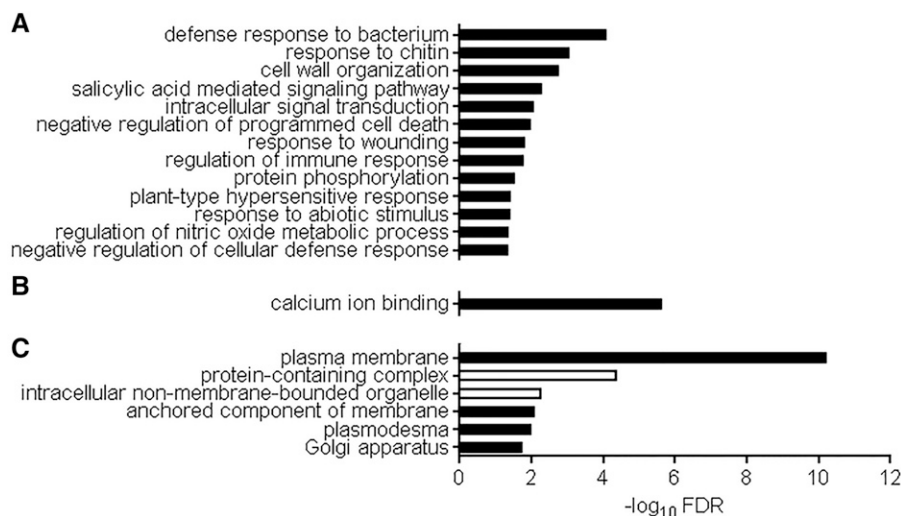 A
defense response to bacterium
response to chitin
cell wall organization
salicylic acid mediated signaling pathway
intracellular signal transduction
negative regulation of programmed cell death
response to wounding
regulation of immune response
protein phosphorylation
plant-type hypersensitive response
response to abiotic stimulus
regulation of nitric oxide metabolic process
negative regulation of cellular defense response
B
calcium ion binding
C
plasma membrane
protein-containing complex
intracellular non-membrane-bounded organelle
anchored component of membrane
plasmodesma
Golgi apparatus
0 2 4 6 8 10 12
-log10 FDR